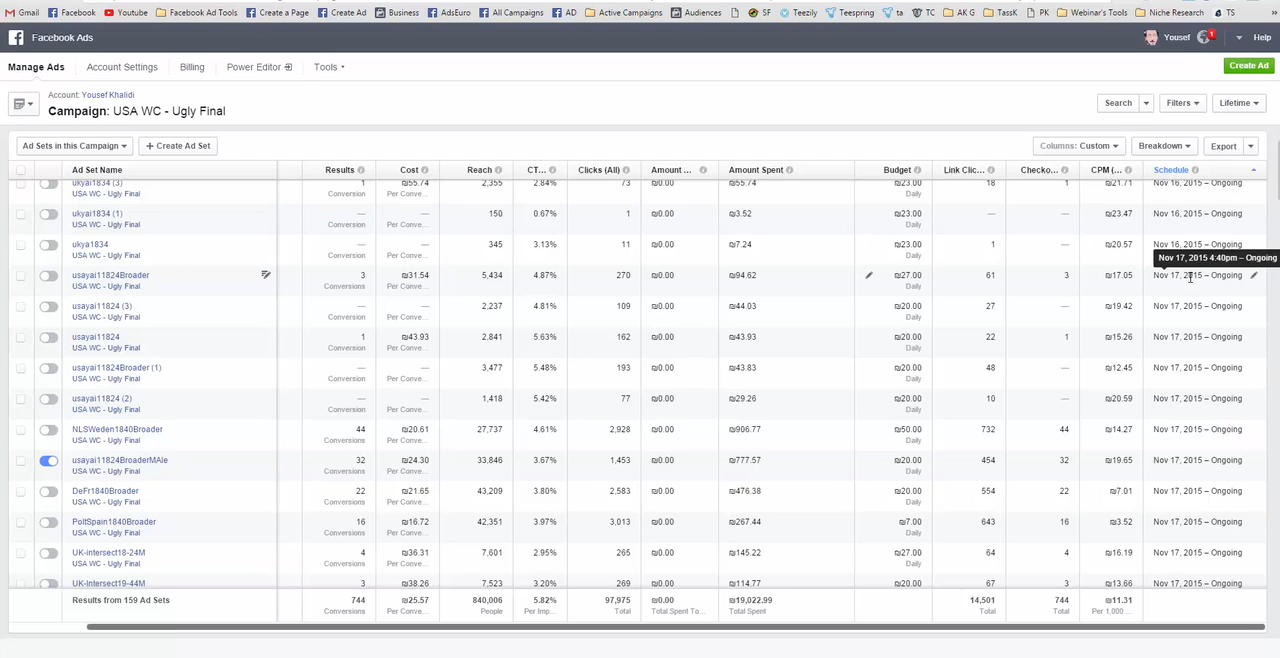 Gmail Facebook Youtube Facebook Ad Tools Create a Page Create Ad Business AdsEuro All Campaigns AD Active Campaigns Audiences SF Teezily Teespring ta TC AK G TassK PK Webinar's Tools Niche Research TS »
Facebook Ads Yousef 1 Help
Manage Ads Account Settings Billing Power Editor Tools Create Ad
Account: Yousef Khalidi
Campaign: USA WC - Ugly Final Search Filters Lifetime
Ad Sets in this Campaign + Create Ad Set Columns: Custom Breakdown Export
Ad Set Name Results Cost Reach CT... Clicks (All) Amount ... Amount Spent Budget Link Clic... Checko... CPM (... Schedule
ukyai1834 (3) 1 ₪55.74 2,355 2.84% 73 ₪0.00 ₪55.74 ₪23.00 18 1 ₪21.71 Nov 16, 2015 – Ongoing
USA WC - Ugly Final Conversion Per Conve... Daily
ukyai1834 (1) — — 150 0.67% 1 ₪0.00 ₪3.52 ₪23.00 — — ₪23.47 Nov 16, 2015 – Ongoing
USA WC - Ugly Final Conversion Per Conve... Daily
ukya1834 — — 345 3.13% 11 ₪0.00 ₪7.24 ₪23.00 1 — ₪20.57 Nov 16, 2015 – Ongoing
USA WC - Ugly Final Conversion Per Conve... Daily
Nov 17, 2015 4:40pm – Ongoing
usayai11824Broader 3 ₪31.54 5,434 4.87% 270 ₪0.00 ₪94.62 ₪27.00 61 3 ₪17.05 Nov 17, 2015 – Ongoing
USA WC - Ugly Final Conversions Per Conve... Daily
usayai11824 (3) — — 2,237 4.81% 109 ₪0.00 ₪44.03 ₪20.00 27 — ₪19.42 Nov 17, 2015 – Ongoing
USA WC - Ugly Final Conversion Per Conve... Daily
usayai11824 1 ₪43.93 2,841 5.63% 162 ₪0.00 ₪43.93 ₪20.00 22 1 ₪15.26 Nov 17, 2015 – Ongoing
USA WC - Ugly Final Conversion Per Conve... Daily
usayai11824Broader (1) — — 3,477 5.48% 193 ₪0.00 ₪43.83 ₪20.00 48 — ₪12.45 Nov 17, 2015 – Ongoing
USA WC - Ugly Final Conversion Per Conve... Daily
usayai11824 (2) — — 1,418 5.42% 77 ₪0.00 ₪29.26 ₪20.00 10 — ₪20.59 Nov 17, 2015 – Ongoing
USA WC - Ugly Final Conversion Per Conve... Daily
NLSWeden1840Broader 44 ₪20.61 27,737 4.61% 2,928 ₪0.00 ₪906.77 ₪50.00 732 44 ₪14.27 Nov 17, 2015 – Ongoing
USA WC - Ugly Final Conversions Per Conve... Daily
usayai11824BroaderMAle 32 ₪24.30 33,846 3.67% 1,453 ₪0.00 ₪777.57 ₪20.00 454 32 ₪19.65 Nov 17, 2015 – Ongoing
USA WC - Ugly Final Conversions Per Conve... Daily
DeFr1840Broader 22 ₪21.65 43,209 3.80% 2,583 ₪0.00 ₪476.38 ₪20.00 554 22 ₪7.01 Nov 17, 2015 – Ongoing
USA WC - Ugly Final Conversions Per Conve... Daily
PoltSpain1840Broader 16 ₪16.72 42,351 3.97% 3,013 ₪0.00 ₪267.44 ₪7.00 643 16 ₪3.52 Nov 17, 2015 – Ongoing
USA WC - Ugly Final Conversions Per Conve... Daily
UK-intersect18-24M 4 ₪36.31 7,601 2.95% 265 ₪0.00 ₪145.22 ₪27.00 64 4 ₪16.19 Nov 17, 2015 – Ongoing
USA WC - Ugly Final Conversions Per Conve... Daily
UK-Intersect19-44M 3 ₪38.26 7,523 3.20% 269 ₪0.00 ₪114.77 ₪20.00 67 3 ₪13.66 Nov 17, 2015 – Ongoing
Results from 159 Ad Sets 744 ₪25.57 840,006 5.82% 97,975 ₪0.00 ₪19,022.99 14,501 744 ₪11.31
Conversions Per Conve... People Per Imp... Total Total Spent To... Total Spent Total Total Per 1,000 ...